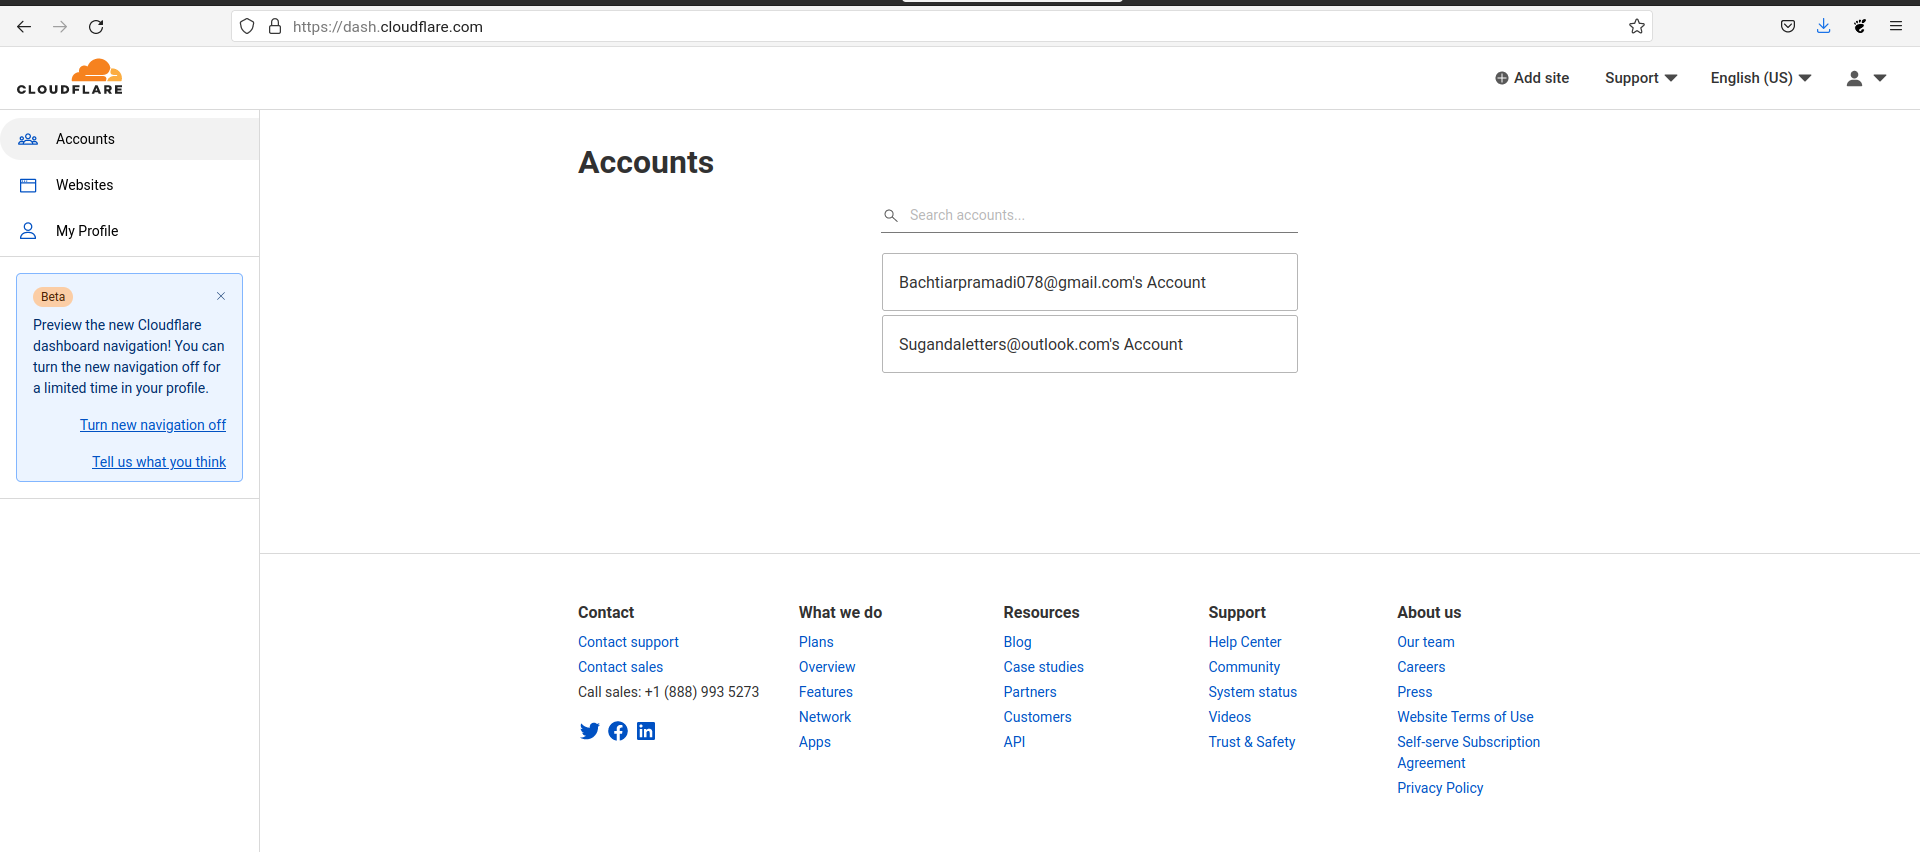 https://dash.cloudflare.com
CLOUDFLARE
Add site
Support
English (US)
Accounts
Websites
My Profile
Beta
Preview the new Cloudflare
dashboard navigation! You can
turn the new navigation off for
a limited time in your profile.
Turn new navigation off
Tell us what you think
Accounts
Search accounts...
Bachtiarpramadi078@gmail.com's Account
Sugandaletters@outlook.com's Account
Contact
Contact support
Contact sales
Call sales: +1 (888) 993 5273
What we do
Plans
Overview
Features
Network
Apps
Resources
Blog
Case studies
Partners
Customers
API
Support
Help Center
Community
System status
Videos
Trust & Safety
About us
Our team
Careers
Press
Website Terms of Use
Self-serve Subscription
Agreement
Privacy Policy